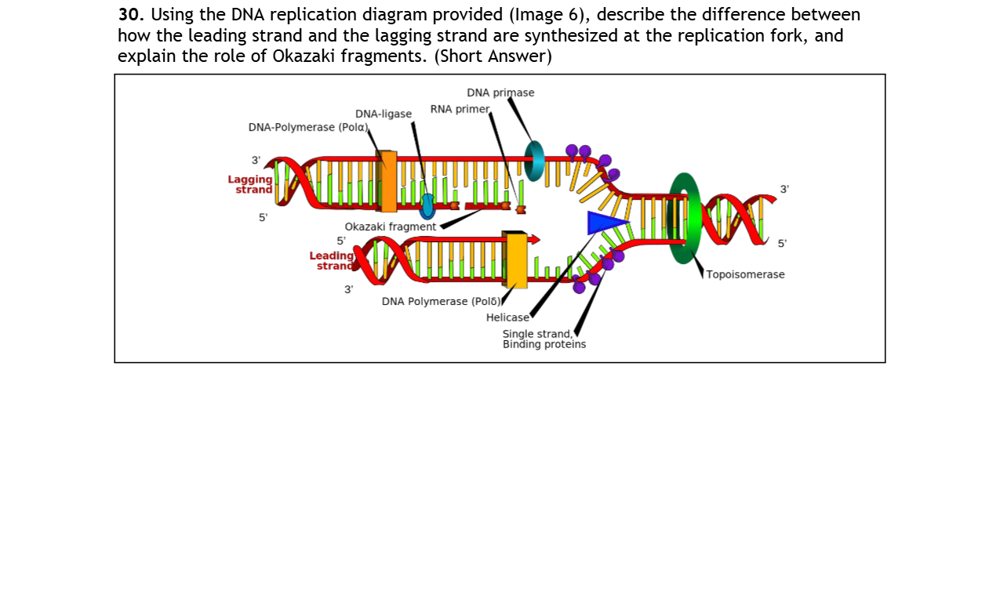 30. Using the DNA replication diagram provided (Image 6), describe the difference between
how the leading strand and the lagging strand are synthesized at the replication fork, and
explain the role of Okazaki fragments. (Short Answer)
DNA primase
RNA primer
DNA-ligase
DNA-Polymerase (Polα)
3'
Lagging
strand
5'
3'
5'
Okazaki fragment
5'
Leading
strand
3'
Topoisomerase
DNA Polymerase (Polδ)
Helicase
Single strand,
Binding proteins